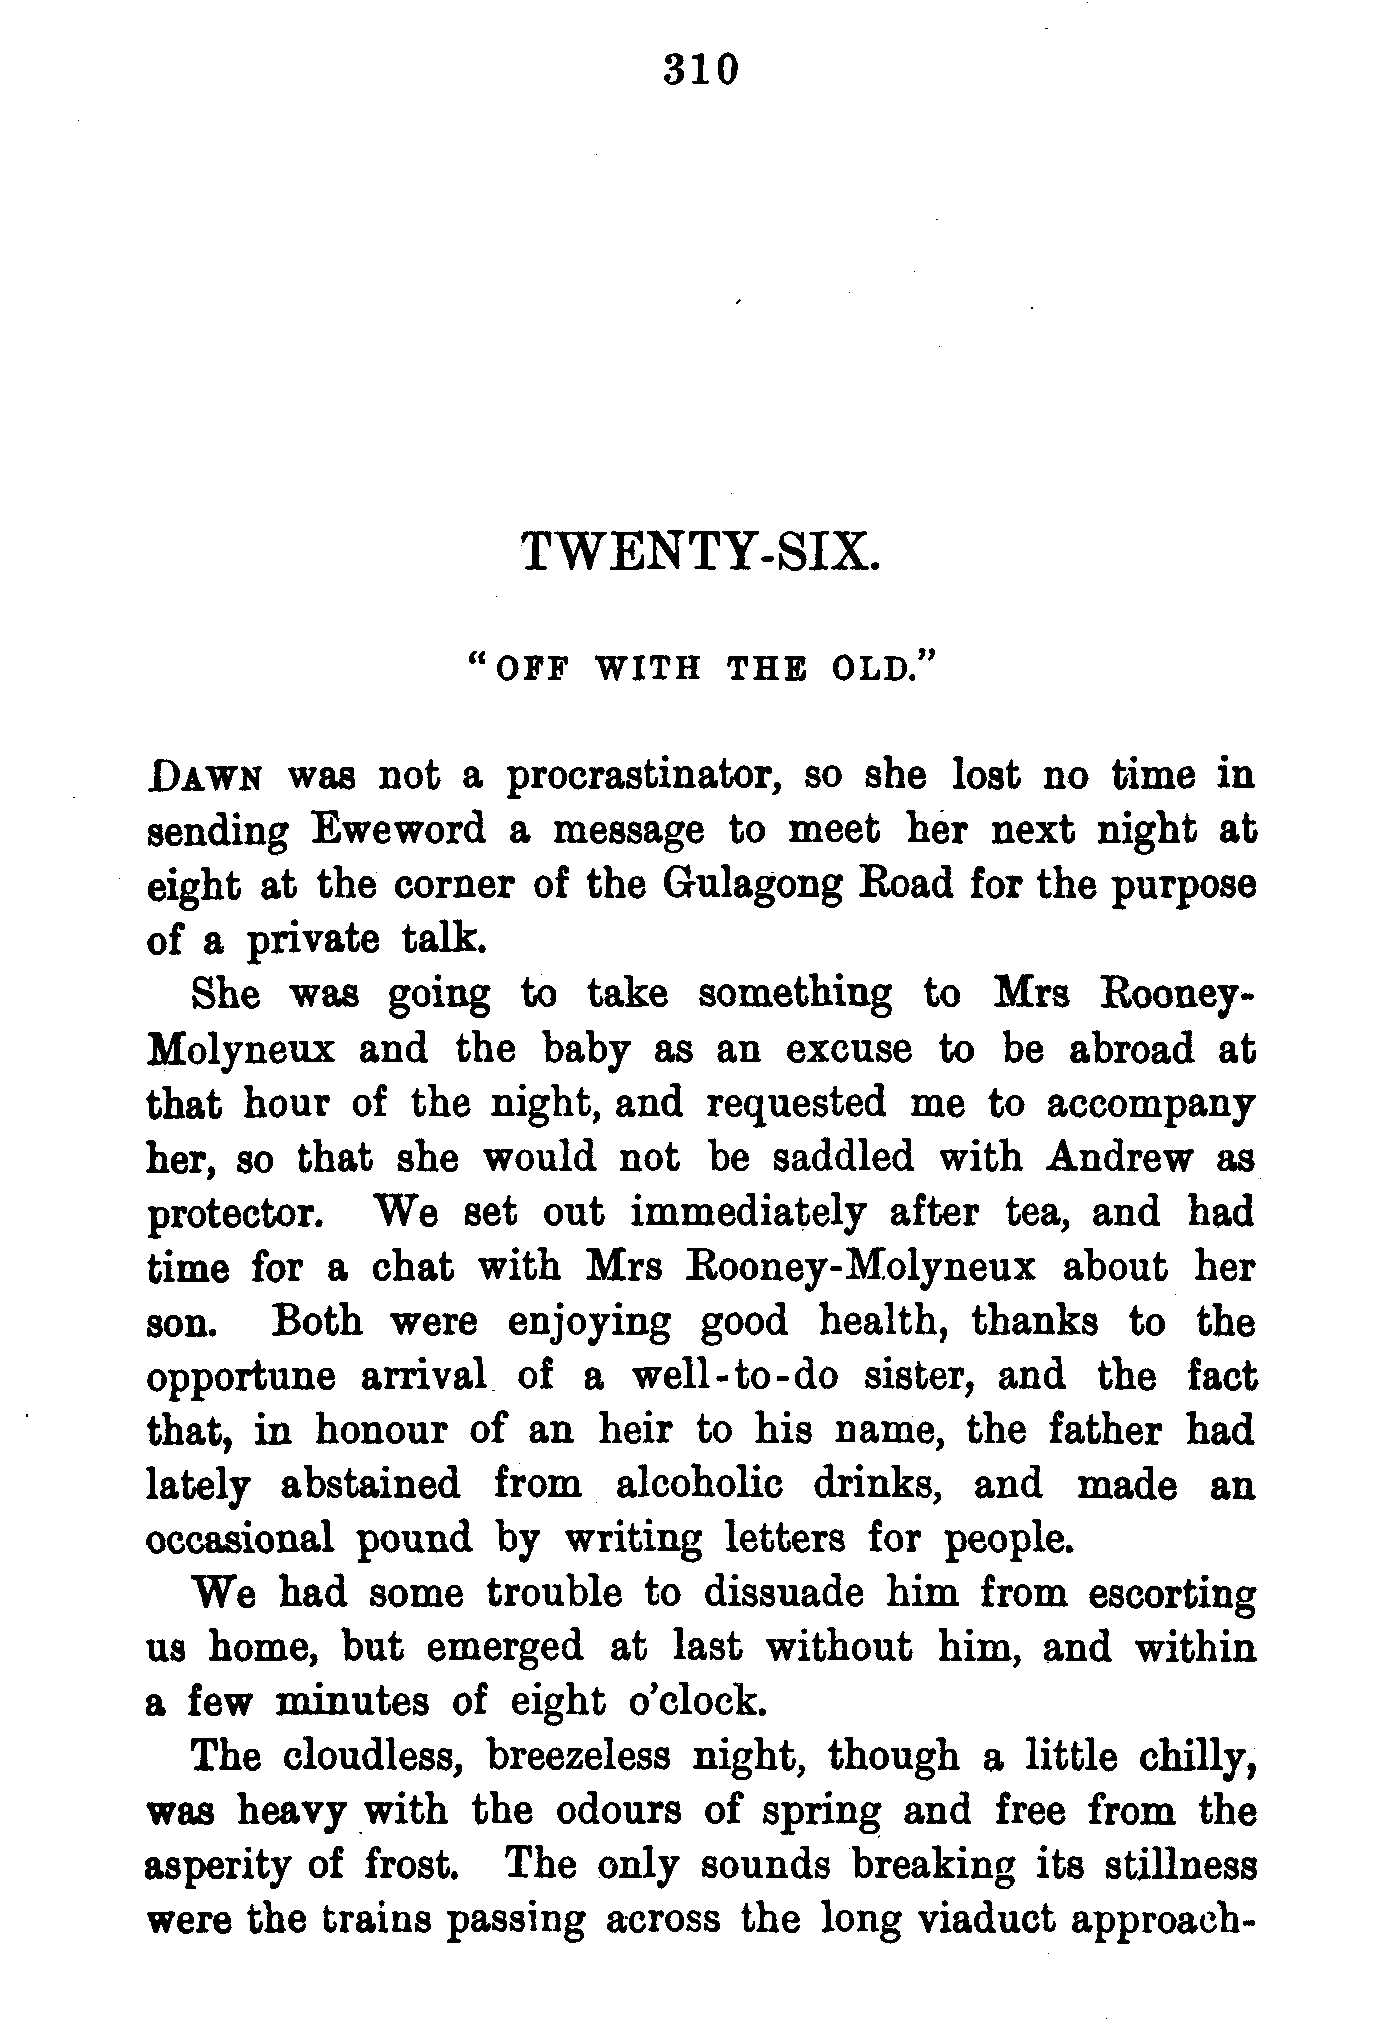 310
TWENTY-SIX.
"OFF WITH THE OLD."
DAWN was not a procrastinator, so she lost no time in
sending Eweword a message to meet her next night at
eight at the corner of the Gulagong Road for the purpose
of a private talk.
She was going to take something to Mrs Rooney-
Molyneux and the baby as an excuse to be abroad at
that hour of the night, and requested me to accompany
her, so that she would not be saddled with Andrew as
protector. We set out immediately after tea, and had
time for a chat with Mrs Rooney-Molyneux about her
son. Both were enjoying good health, thanks to the
opportune arrival of a well-to-do sister, and the fact
that, in honour of an heir to his name, the father had
lately abstained from alcoholic drinks, and made an
occasional pound by writing letters for people.
We had some trouble to dissuade him from escorting
us home, but emerged at last without him, and within
a few minutes of eight o'clock.
The cloudless, breezeless night, though a little chilly,
was heavy with the odours of spring and free from the
asperity of frost. The only sounds breaking its stillness
were the trains passing across the long viaduct approach-